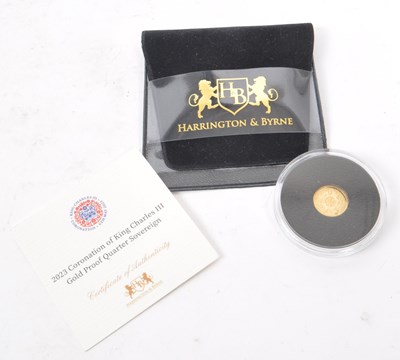 HB
HARRINGTON & BYRNE
2023 Coronation of King Charles III
Gold Proof Quarter Sovereign
Certificate of Authenticity